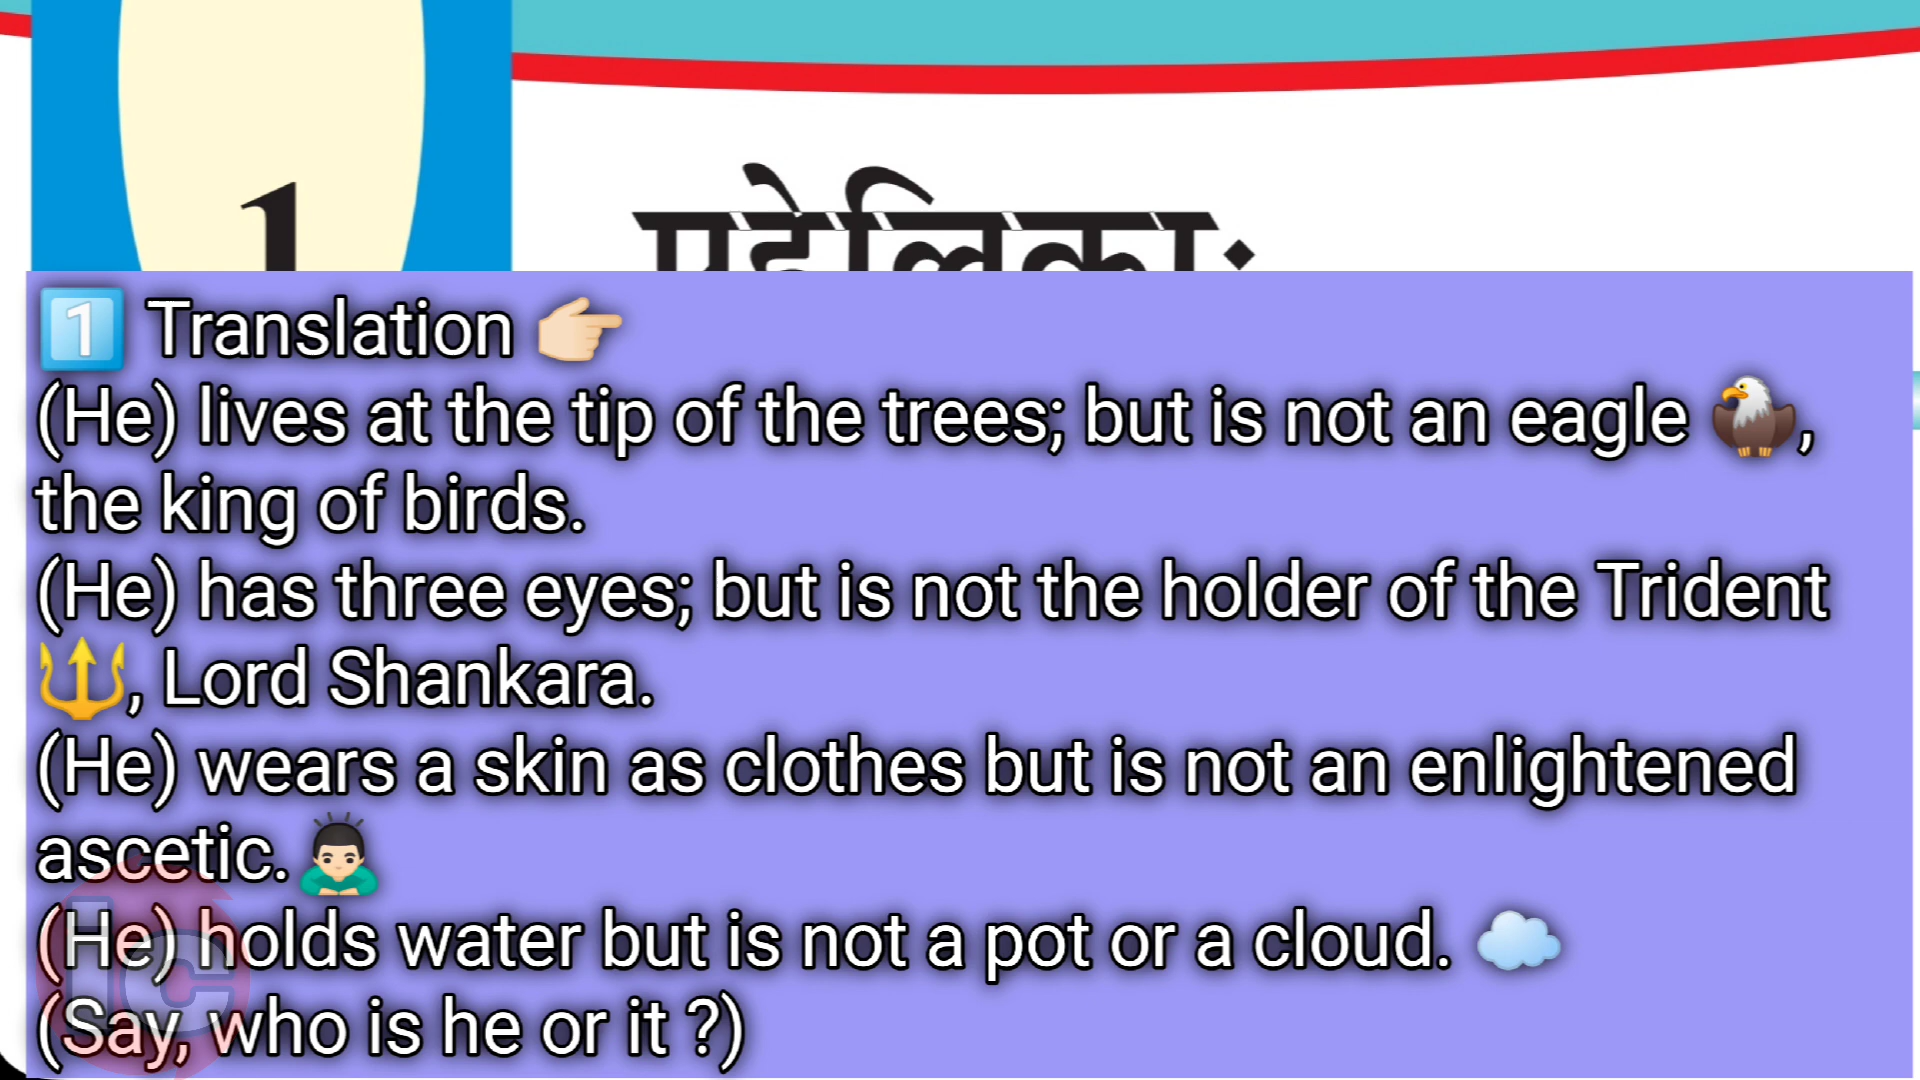 1
प्रहेलिकाः
1️⃣ Translation 👉🏻
(He) lives at the tip of the trees; but is not an eagle 🦅,
the king of birds.
(He) has three eyes; but is not the holder of the Trident
🔱, Lord Shankara.
(He) wears a skin as clothes but is not an enlightened
ascetic.🙇🏻‍♂️
(He) holds water but is not a pot or a cloud. ☁️
(Say, who is he or it ?)
IC